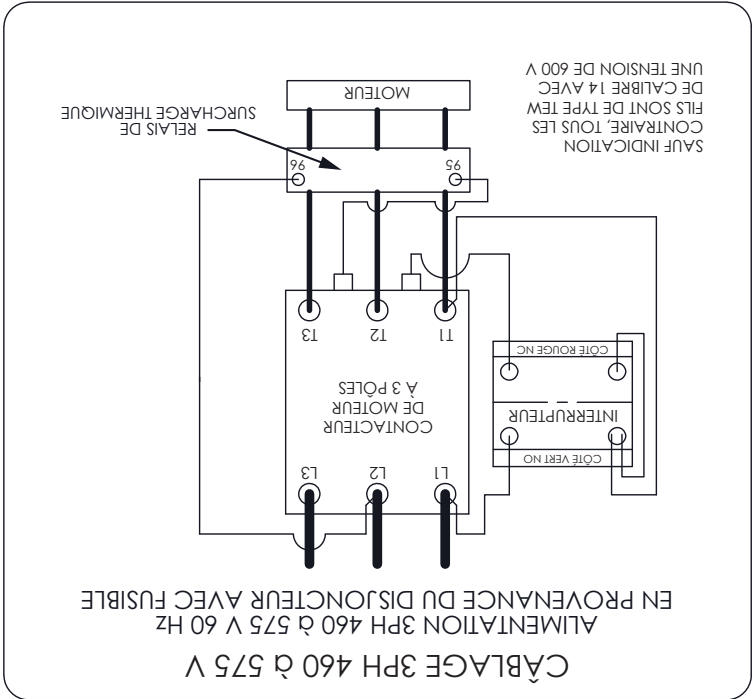 CÂBLAGE 3PH 460 à 575 V
ALIMENTATION 3PH 460 à 575 V 60 Hz
EN PROVENANCE DU DISJONCTEUR AVEC FUSIBLE
L1
L2
L3
CÔTÉ VERT NO
INTERRUPTEUR
CÔTÉ ROUGE NC
CONTACTEUR
DE MOTEUR
À 3 PÔLES
T1
T2
T3
95
96
RELAIS DE
SURCHARGE THERMIQUE
MOTEUR
SAUF INDICATION
CONTRAIRE, TOUS LES
FILS SONT DE TYPE TEW
DE CALIBRE 14 AVEC
UNE TENSION DE 600 V